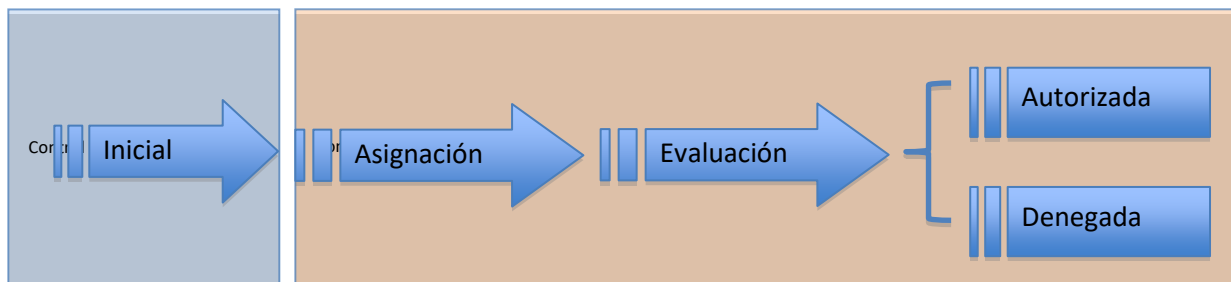 Inicial
Asignación
Evaluación
Autorizada
Denegada